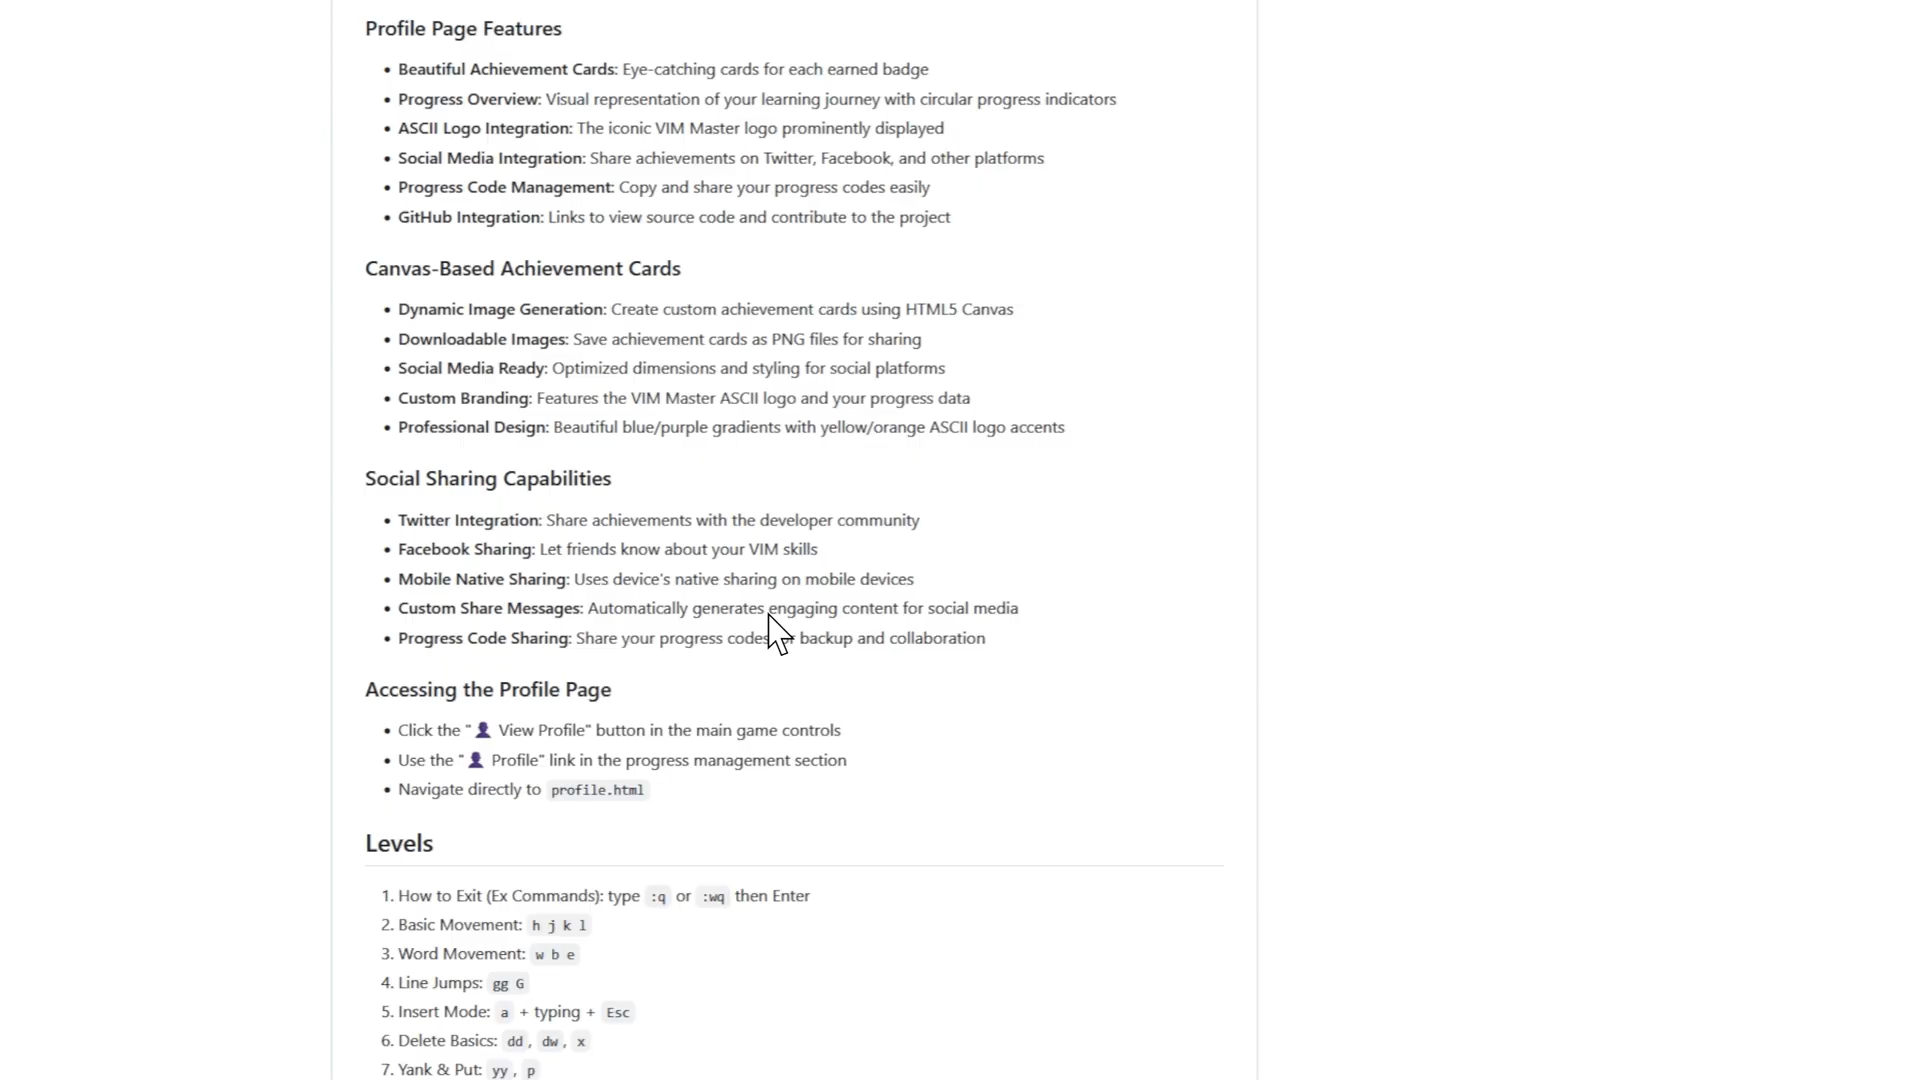 Profile Page Features
• Beautiful Achievement Cards: Eye-catching cards for each earned badge
• Progress Overview: Visual representation of your learning journey with circular progress indicators
• ASCII Logo Integration: The iconic VIM Master logo prominently displayed
• Social Media Integration: Share achievements on Twitter, Facebook, and other platforms
• Progress Code Management: Copy and share your progress codes easily
• GitHub Integration: Links to view source code and contribute to the project
Canvas-Based Achievement Cards
• Dynamic Image Generation: Create custom achievement cards using HTML5 Canvas
• Downloadable Images: Save achievement cards as PNG files for sharing
• Social Media Ready: Optimized dimensions and styling for social platforms
• Custom Branding: Features the VIM Master ASCII logo and your progress data
• Professional Design: Beautiful blue/purple gradients with yellow/orange ASCII logo accents
Social Sharing Capabilities
• Twitter Integration: Share achievements with the developer community
• Facebook Sharing: Let friends know about your VIM skills
• Mobile Native Sharing: Uses device's native sharing on mobile devices
• Custom Share Messages: Automatically generates engaging content for social media
• Progress Code Sharing: Share your progress codes backup and collaboration
Accessing the Profile Page
• Click the "👤 View Profile" button in the main game controls
• Use the "👤 Profile" link in the progress management section
• Navigate directly to profile.html
Levels
1. How to Exit (Ex Commands): type :q or :wq then Enter
2. Basic Movement: h j k l
3. Word Movement: w b e
4. Line Jumps: gg G
5. Insert Mode: a + typing + Esc
6. Delete Basics: dd, dw, x
7. Yank & Put: yy, p